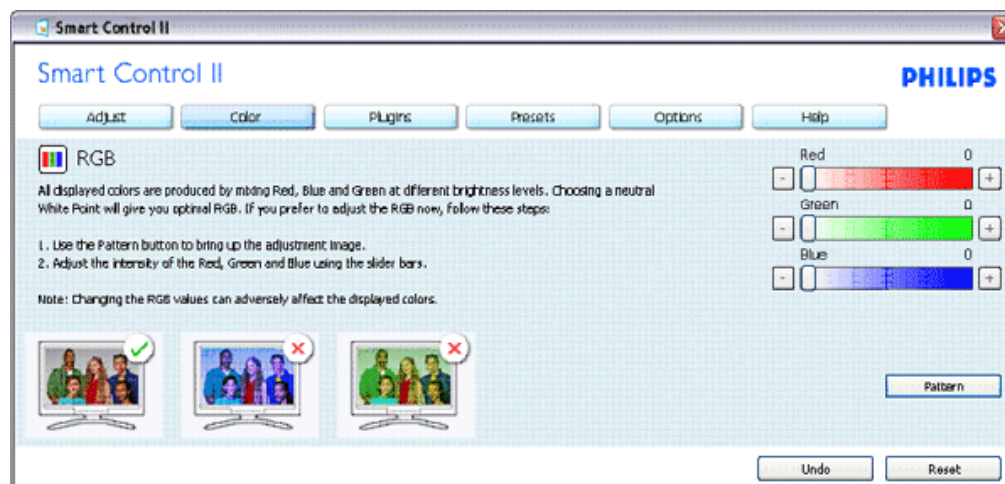 Smart Control II
Smart Control II
PHILIPS
Adjust Color Plugins Presets Options Help
RGB
All displayed colors are produced by mixing Red, Blue and Green at different brightness levels. Choosing a neutral
White Point will give you optimal RGB. If you prefer to adjust the RGB now, follow these steps:
1. Use the Pattern button to bring up the adjustment image.
2. Adjust the intensity of the Red, Green and Blue using the slider bars.
Note: Changing the RGB values can adversely affect the displayed colors.
Red 0
- +
Green 0
- +
Blue 0
- +
Pattern
Undo Reset